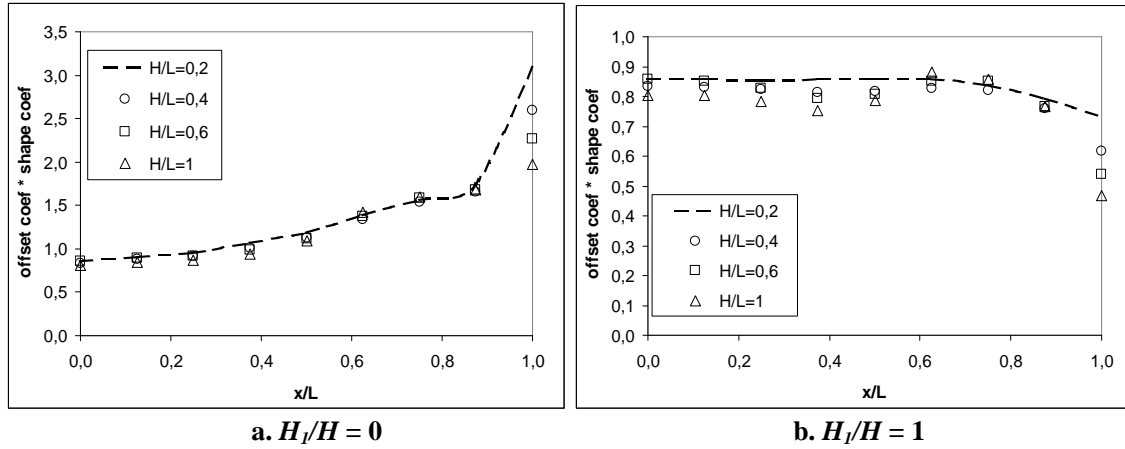 offset coef * shape coef
3,5
3,0
2,5
2,0
1,5
1,0
0,5
0,0
H/L=0,2
H/L=0,4
H/L=0,6
H/L=1
0,0 0,2 0,4 0,6 0,8 1,0
x/L
a. H1/H = 0
offset coef * shape coef
1,0
0,9
0,8
0,7
0,6
0,5
0,4
0,3
0,2
0,1
0,0
H/L=0,2
H/L=0,4
H/L=0,6
H/L=1
0,0 0,2 0,4 0,6 0,8 1,0
x/L
b. H1/H = 1